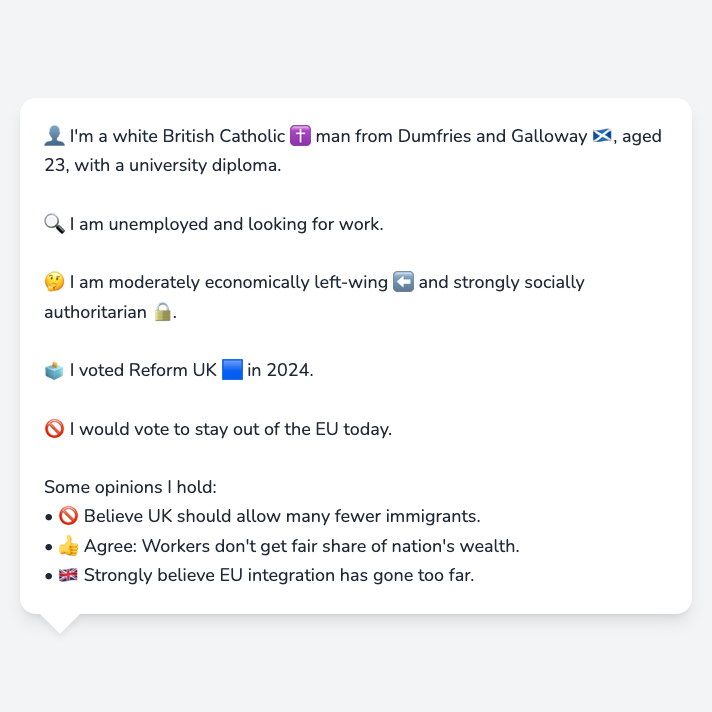 👤 I'm a white British Catholic ✝️ man from Dumfries and Galloway 🏴󠁧󠁢󠁳󠁣󠁴󠁿, aged
23, with a university diploma.
🔍 I am unemployed and looking for work.
🤔 I am moderately economically left-wing ⬅️ and strongly socially
authoritarian 🔒.
🗳️ I voted Reform UK 🟦 in 2024.
🚫 I would vote to stay out of the EU today.
Some opinions I hold:
• 🚫 Believe UK should allow many fewer immigrants.
• 👍 Agree: Workers don't get fair share of nation's wealth.
• 🇬🇧 Strongly believe EU integration has gone too far.